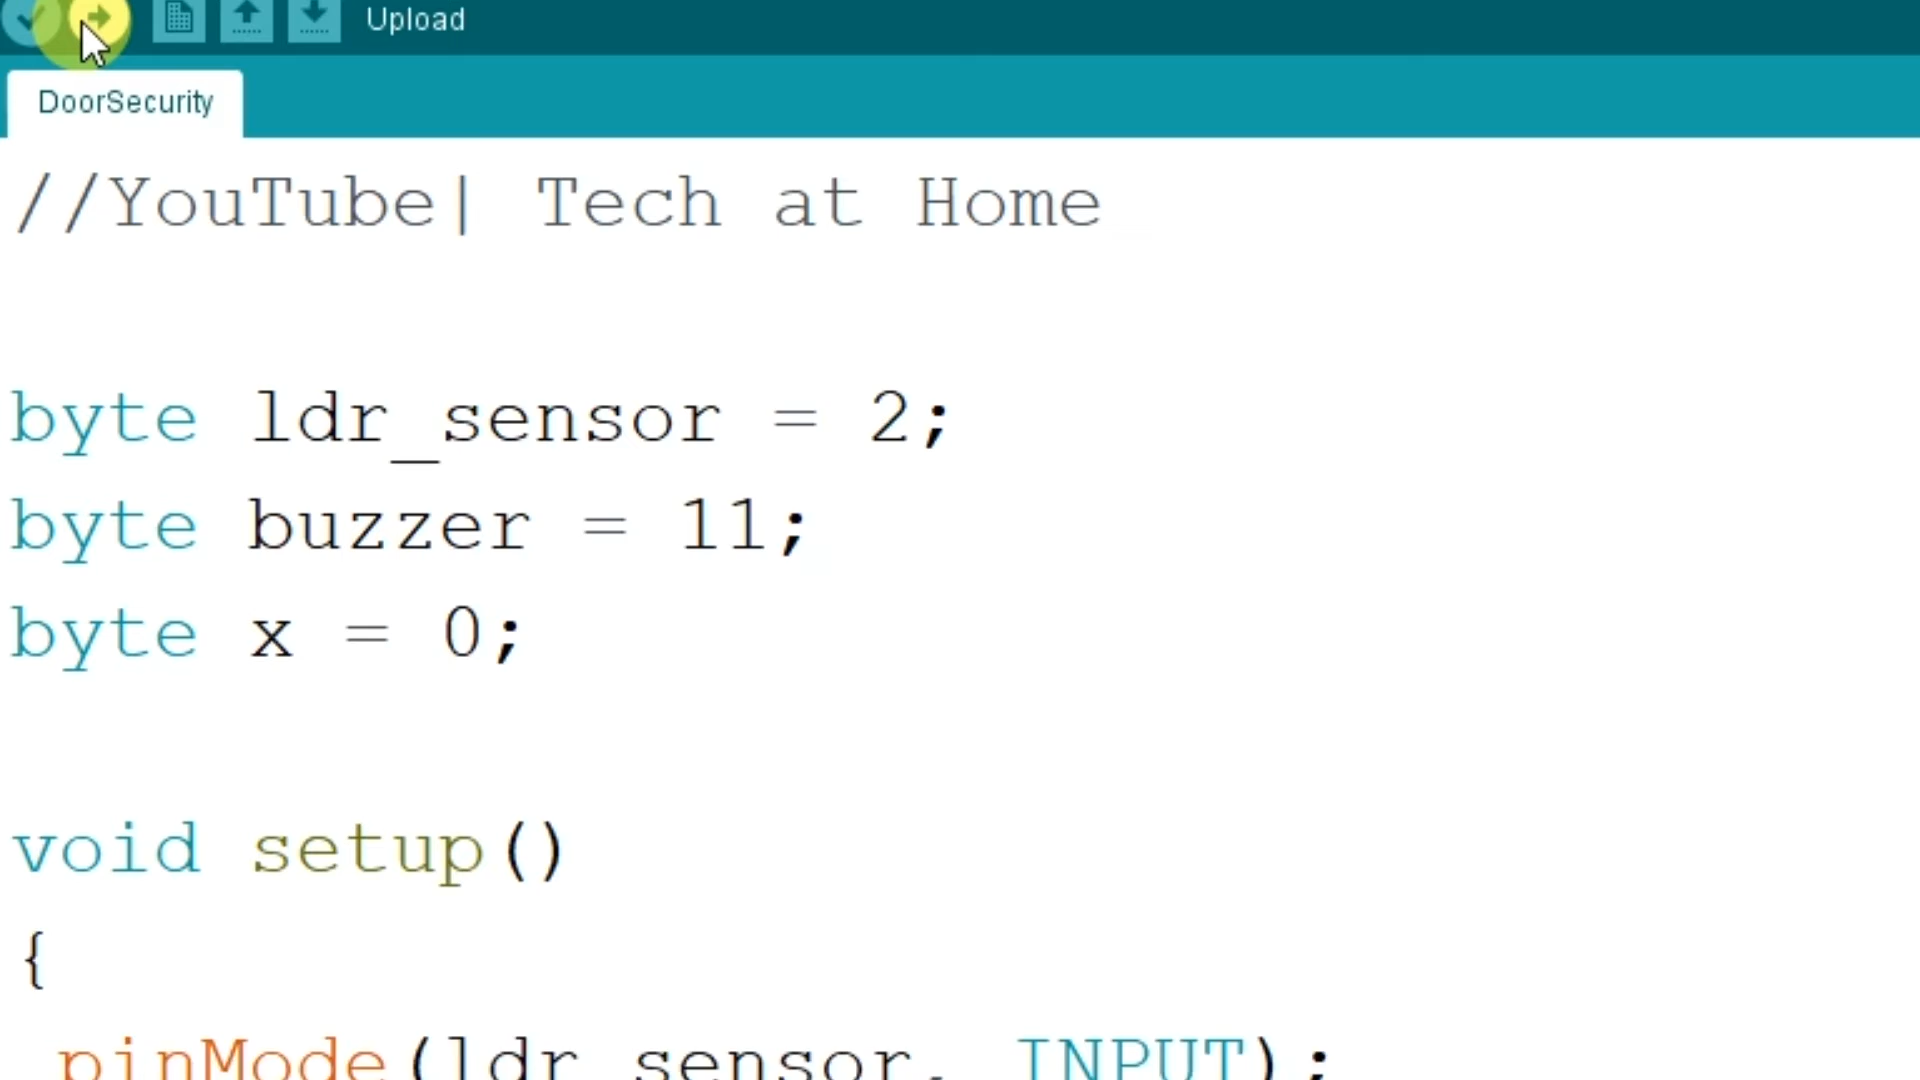 Upload
DoorSecurity
//YouTube| Tech at Home
byte ldr_sensor = 2;
byte buzzer = 11;
byte x = 0;
void setup()
{
pinMode(ldr_sensor, INPUT);